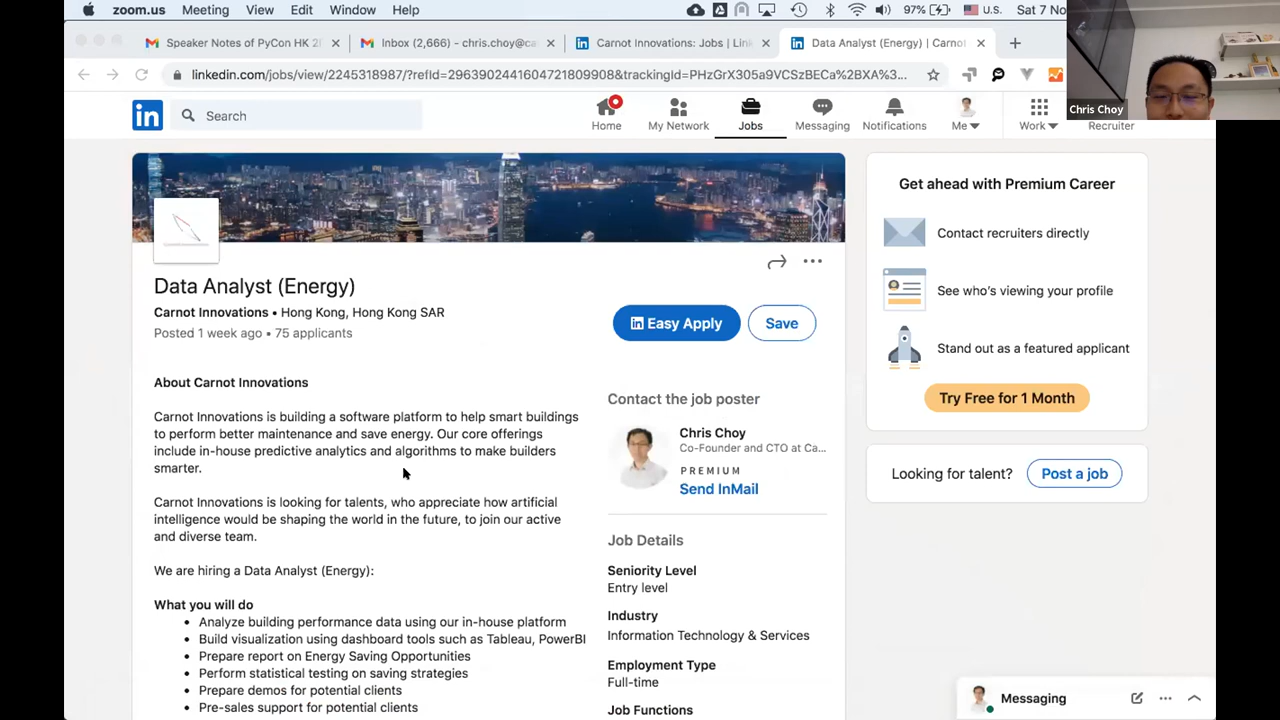 zoom.us Meeting View Edit Window Help 97% U.S. Sat 7 No
Speaker Notes of PyCon HK 2
Inbox (2,666) - chris.choy@ca
Carnot Innovations: Jobs | Lin
Data Analyst (Energy) | Carnot
linkedin.com/jobs/view/2245318987/?refId=2963902441604721809908&trackingId=PHzGrX305a9VCSzBECa%2BXA%3...
Chris Choy
in Search
Home My Network Jobs Messaging Notifications Me Work Recruiter
Data Analyst (Energy)
Carnot Innovations • Hong Kong, Hong Kong SAR
Posted 1 week ago • 75 applicants
in Easy Apply
Save
About Carnot Innovations
Carnot Innovations is building a software platform to help smart buildings
to perform better maintenance and save energy. Our core offerings
include in-house predictive analytics and algorithms to make builders
smarter.
Carnot Innovations is looking for talents, who appreciate how artificial
intelligence would be shaping the world in the future, to join our active
and diverse team.
We are hiring a Data Analyst (Energy):
What you will do
• Analyze building performance data using our in-house platform
• Build visualization using dashboard tools such as Tableau, PowerBI
• Prepare report on Energy Saving Opportunities
• Perform statistical testing on saving strategies
• Prepare demos for potential clients
• Pre-sales support for potential clients
Contact the job poster
Chris Choy
Co-Founder and CTO at Ca...
PREMIUM
Send InMail
Job Details
Seniority Level
Entry level
Industry
Information Technology & Services
Employment Type
Full-time
Job Functions
Get ahead with Premium Career
Contact recruiters directly
See who's viewing your profile
Stand out as a featured applicant
Try Free for 1 Month
Looking for talent? Post a job
Messaging